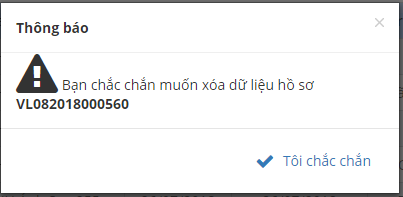 Thông báo
×
Bạn chắc chắn muốn xóa dữ liệu hồ sơ
VL082018000560
Tôi chắc chắn